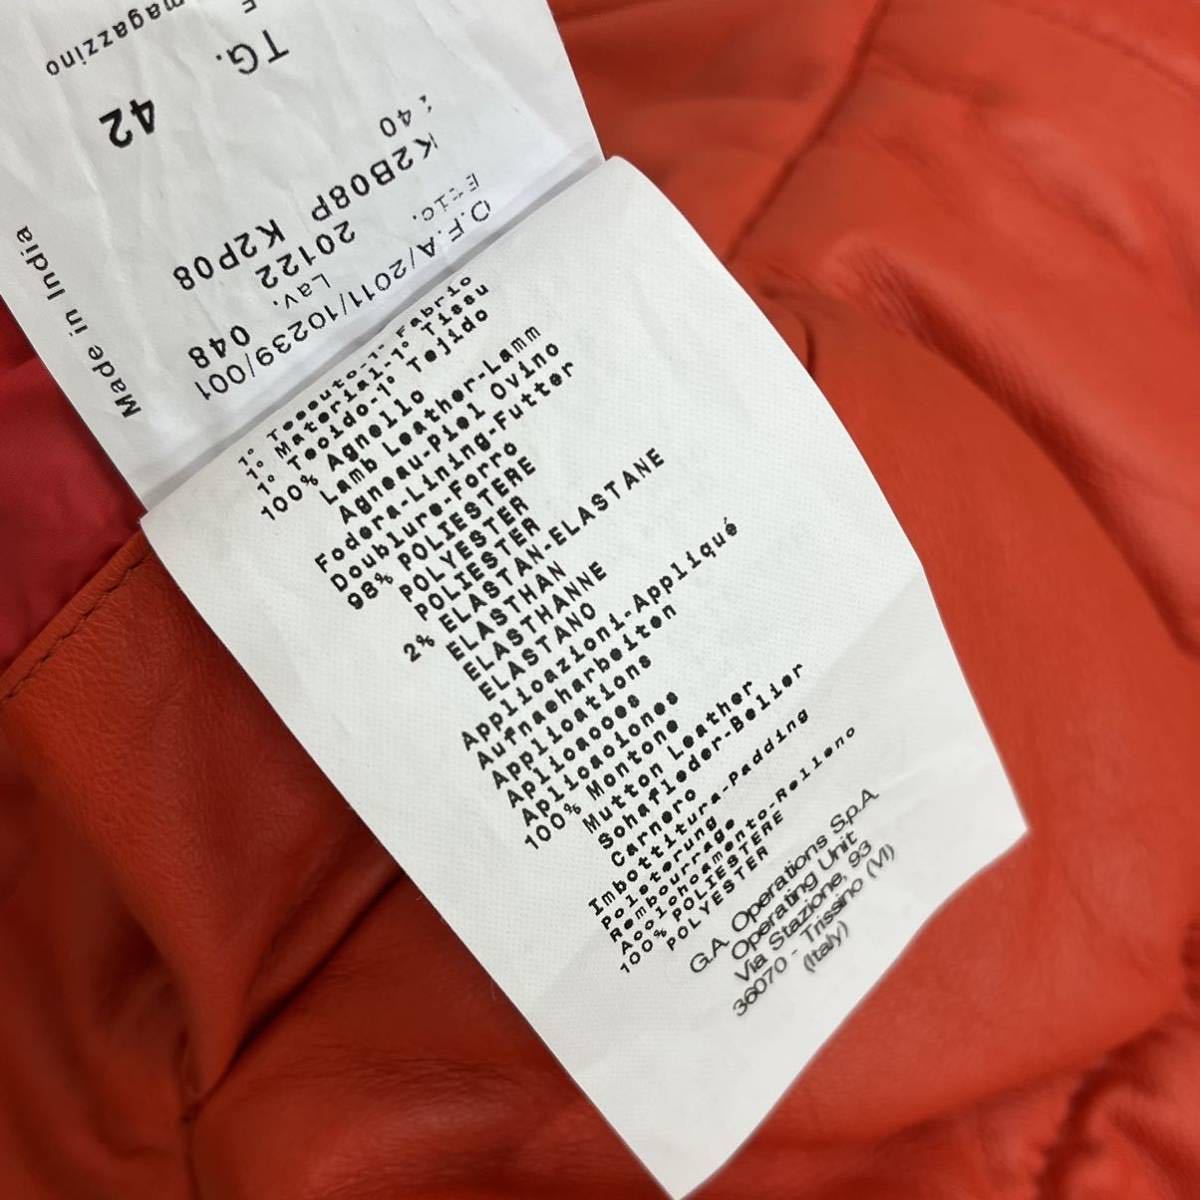 magazzino
TG.
42
: 40
K2B08P K2P08
Etic.
20122
Lav.
048
O.F.A/2011/10239/001
Made in India
1° Tessuto-1° Fabric
1° Material-1° Tissu
1° Tecido-1° Tejido
100% Agnello
Lamb Leather-Lamm
Agneau-Piel Ovino
Fodera-Lining-Futter
Doublure-Forro
98% POLIESTERE
POLYESTER
POLIESTER
2% ELASTAN-ELASTANE
ELASTHAN
ELASTHANNE
ELASTANO
Applicazioni-Appliqué
Aufnaeharbeiten
Applications
Aplicacoes
Aplicaciones
100% Montone
Mutton Leather
Schafleder-Belier
Carnero
Imbottitura-Padding
Polsterung
Rembourrage
Acolchoamento-Relleno
100% POLIESTERE
POLYESTER
G.A. Operations S.p.A
Operating Unit
Via Stazione, 93
36070 - Trissino (VI)
(Italy)